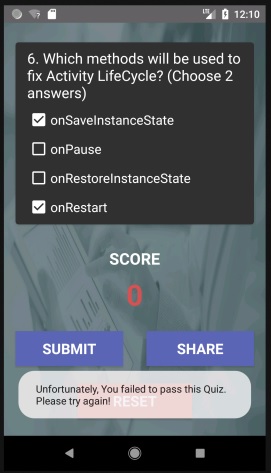 LTE 12:10
6. Which methods will be used to
fix Activity LifeCycle? (Choose 2
answers)
onSaveInstanceState
onPause
onRestoreInstanceState
onRestart
SCORE
0
SUBMIT SHARE
Unfortunately, You failed to pass this Quiz.
Please try again!
RESET